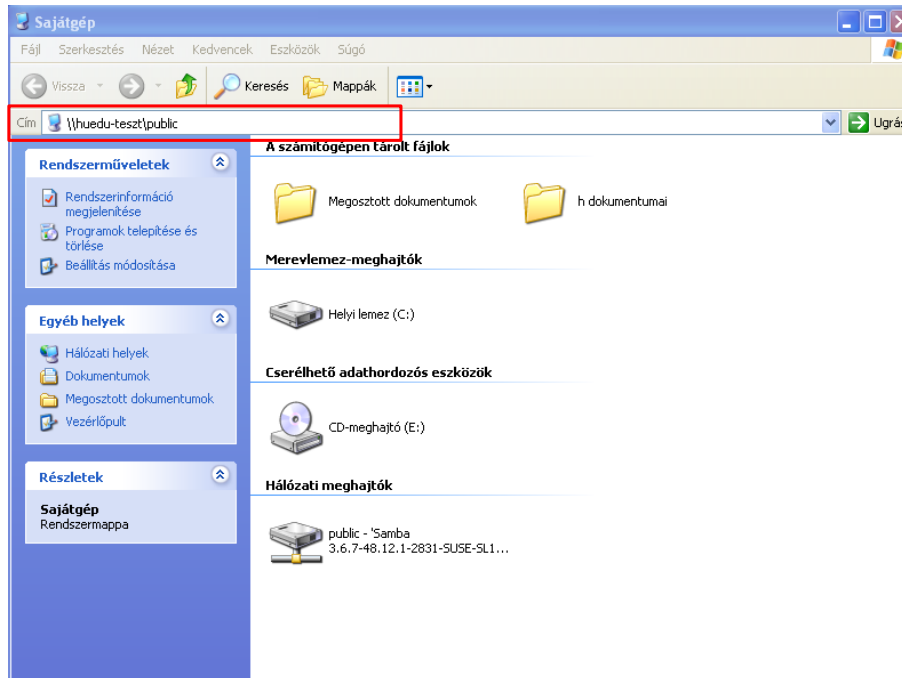 Sajátgép
Fájl Szerkesztés Nézet Kedvencek Eszközök Súgó
Vissza Keresés Mappák
Cím \\huedu-teszt\public Ugrás
Rendszerműveletek
Rendszerinformáció
megjelenítése
Programok telepítése és
törlése
Beállítás módosítása
Egyéb helyek
Hálózati helyek
Dokumentumok
Megosztott dokumentumok
Vezérlőpult
Részletek
Sajátgép
Rendszermappa
A számítógépen tárolt fájlok
Megosztott dokumentumok h dokumentumai
Merevlemez-meghajtók
Helyi lemez (C:)
Cserélhető adathordozós eszközök
CD-meghajtó (E:)
Hálózati meghajtók
public - 'Samba
3.6.7-48.12.1-2831-SUSE-SL1...